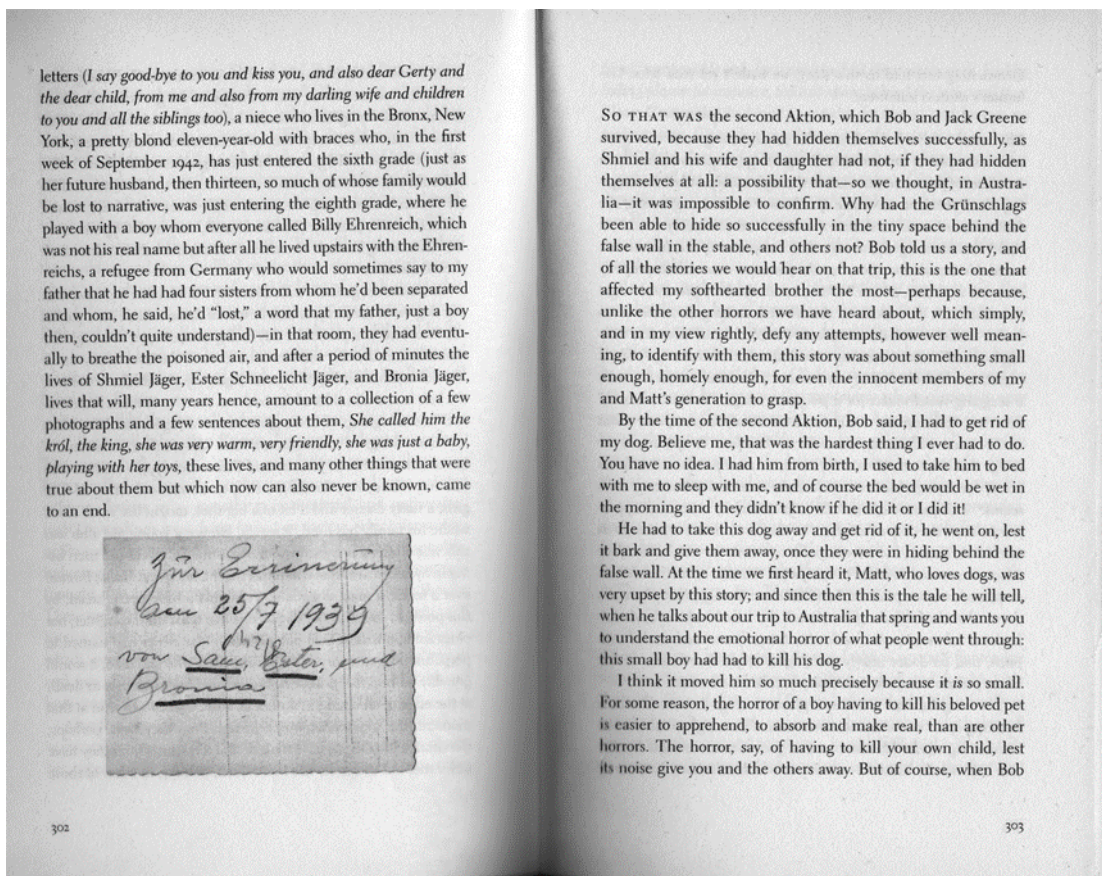 letters (I say good-bye to you and kiss you, and also dear Gerty and
the dear child, from me and also from my darling wife and children
to you and all the siblings too), a niece who lives in the Bronx, New
York, a pretty blond eleven-year-old with braces who, in the first
week of September 1942, has just entered the sixth grade (just as
her future husband, then thirteen, so much of whose family would
be lost to narrative, was just entering the eighth grade, where he
played with a boy whom everyone called Billy Ehrenreich, which
was not his real name but after all he lived upstairs with the Ehren-
reichs, a refugee from Germany who would sometimes say to my
father that he had had four sisters from whom he'd been separated
and whom, he said, he'd “lost,” a word that my father, just a boy
then, couldn't quite understand)—in that room, they had eventu-
ally to breathe the poisoned air, and after a period of minutes the
lives of Shmiel Jäger, Ester Schneelicht Jäger, and Bronia Jäger,
lives that will, many years hence, amount to a collection of a few
photographs and a few sentences about them, She called him the
król, the king, she was very warm, very friendly, she was just a baby,
playing with her toys, these lives, and many other things that were
true about them but which now can also never be known, came
to an end.
Zur Errinerung
am 25/7 1939
von Sam, Ester, und
Bronia
302
SO THAT WAS the second Aktion, which Bob and Jack Greene
survived, because they had hidden themselves successfully, as
Shmiel and his wife and daughter had not, if they had hidden
themselves at all: a possibility that—so we thought, in Austra-
lia—it was impossible to confirm. Why had the Grünschlags
been able to hide so successfully in the tiny space behind the
false wall in the stable, and others not? Bob told us a story, and
of all the stories we would hear on that trip, this is the one that
affected my softhearted brother the most—perhaps because,
unlike the other horrors we have heard about, which simply,
and in my view rightly, defy any attempts, however well mean-
ing, to identify with them, this story was about something small
enough, homely enough, for even the innocent members of my
and Matt's generation to grasp.
By the time of the second Aktion, Bob said, I had to get rid of
my dog. Believe me, that was the hardest thing I ever had to do.
You have no idea. I had him from birth, I used to take him to bed
with me to sleep with me, and of course the bed would be wet in
the morning and they didn't know if he did it or I did it!
He had to take this dog away and get rid of it, he went on, lest
it bark and give them away, once they were in hiding behind the
false wall. At the time we first heard it, Matt, who loves dogs, was
very upset by this story; and since then this is the tale he will tell,
when he talks about our trip to Australia that spring and wants you
to understand the emotional horror of what people went through:
this small boy had had to kill his dog.
I think it moved him so much precisely because it is so small.
For some reason, the horror of a boy having to kill his beloved pet
is easier to apprehend, to absorb and make real, than are other
horrors. The horror, say, of having to kill your own child, lest
its noise give you and the others away. But of course, when Bob
303